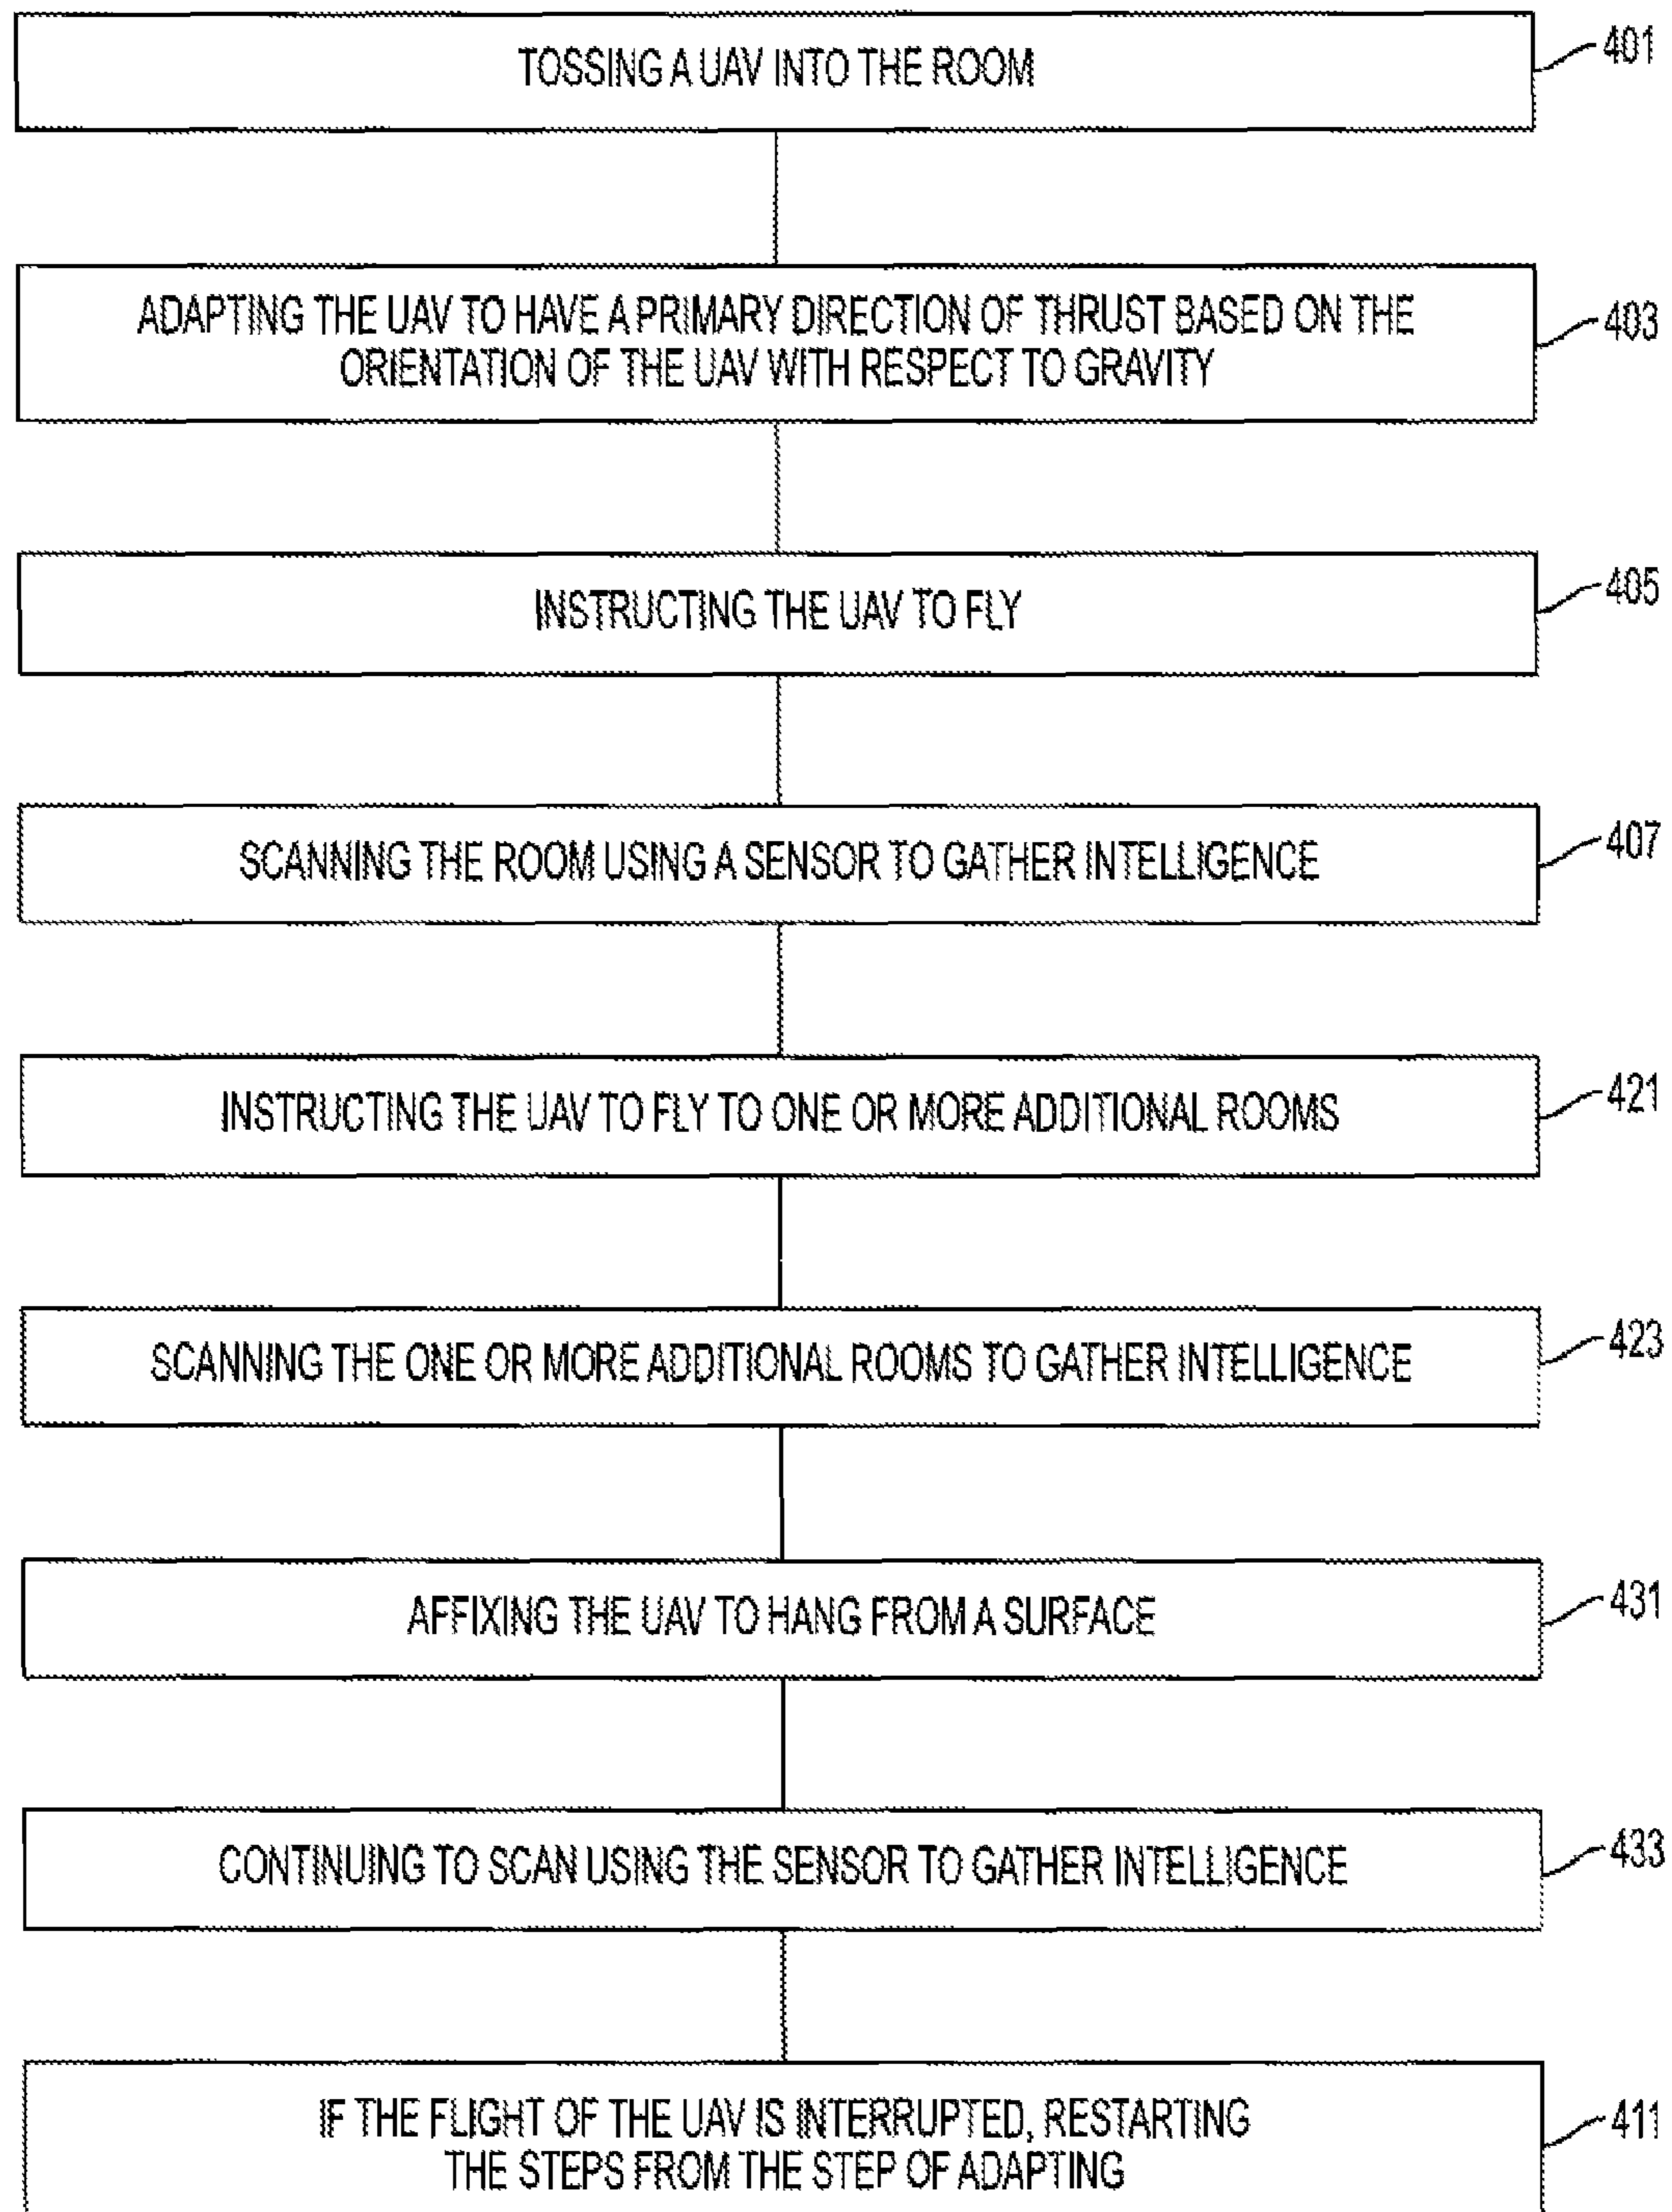 TOSSING A UAV INTO THE ROOM
401
ADAPTING THE UAV TO HAVE A PRIMARY DIRECTION OF THRUST BASED ON THE
ORIENTATION OF THE UAV WITH RESPECT TO GRAVITY
403
INSTRUCTING THE UAV TO FLY
405
SCANNING THE ROOM USING A SENSOR TO GATHER INTELLIGENCE
407
INSTRUCTING THE UAV TO FLY TO ONE OR MORE ADDITIONAL ROOMS
421
SCANNING THE ONE OR MORE ADDITIONAL ROOMS TO GATHER INTELLIGENCE
423
AFFIXING THE UAV TO HANG FROM A SURFACE
431
CONTINUING TO SCAN USING THE SENSOR TO GATHER INTELLIGENCE
433
IF THE FLIGHT OF THE UAV IS INTERRUPTED, RESTARTING
THE STEPS FROM THE STEP OF ADAPTING
411